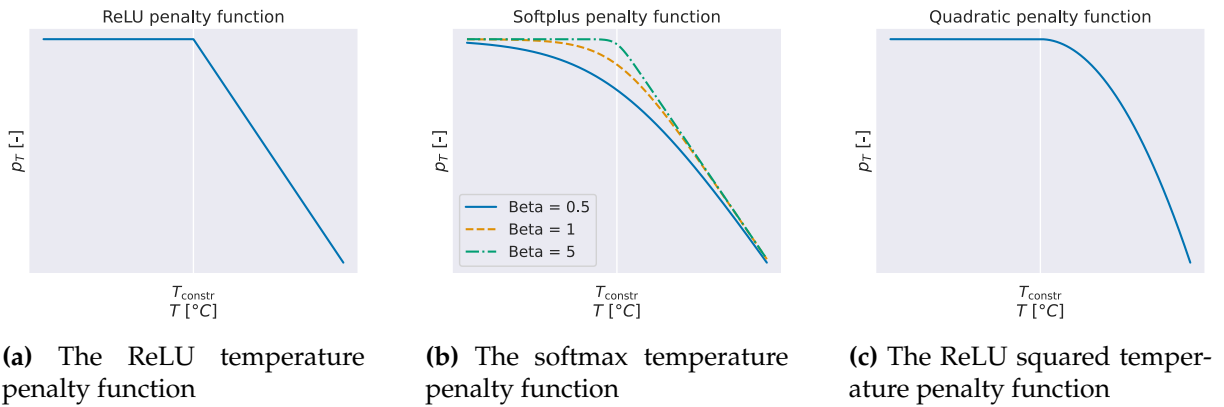 ReLU penalty function
p_T [-]
T_constr
T [°C]
(a) The ReLU temperature
penalty function
Softplus penalty function
p_T [-]
Beta = 0.5
Beta = 1
Beta = 5
T_constr
T [°C]
(b) The softmax temperature
penalty function
Quadratic penalty function
p_T [-]
T_constr
T [°C]
(c) The ReLU squared temper-
ature penalty function